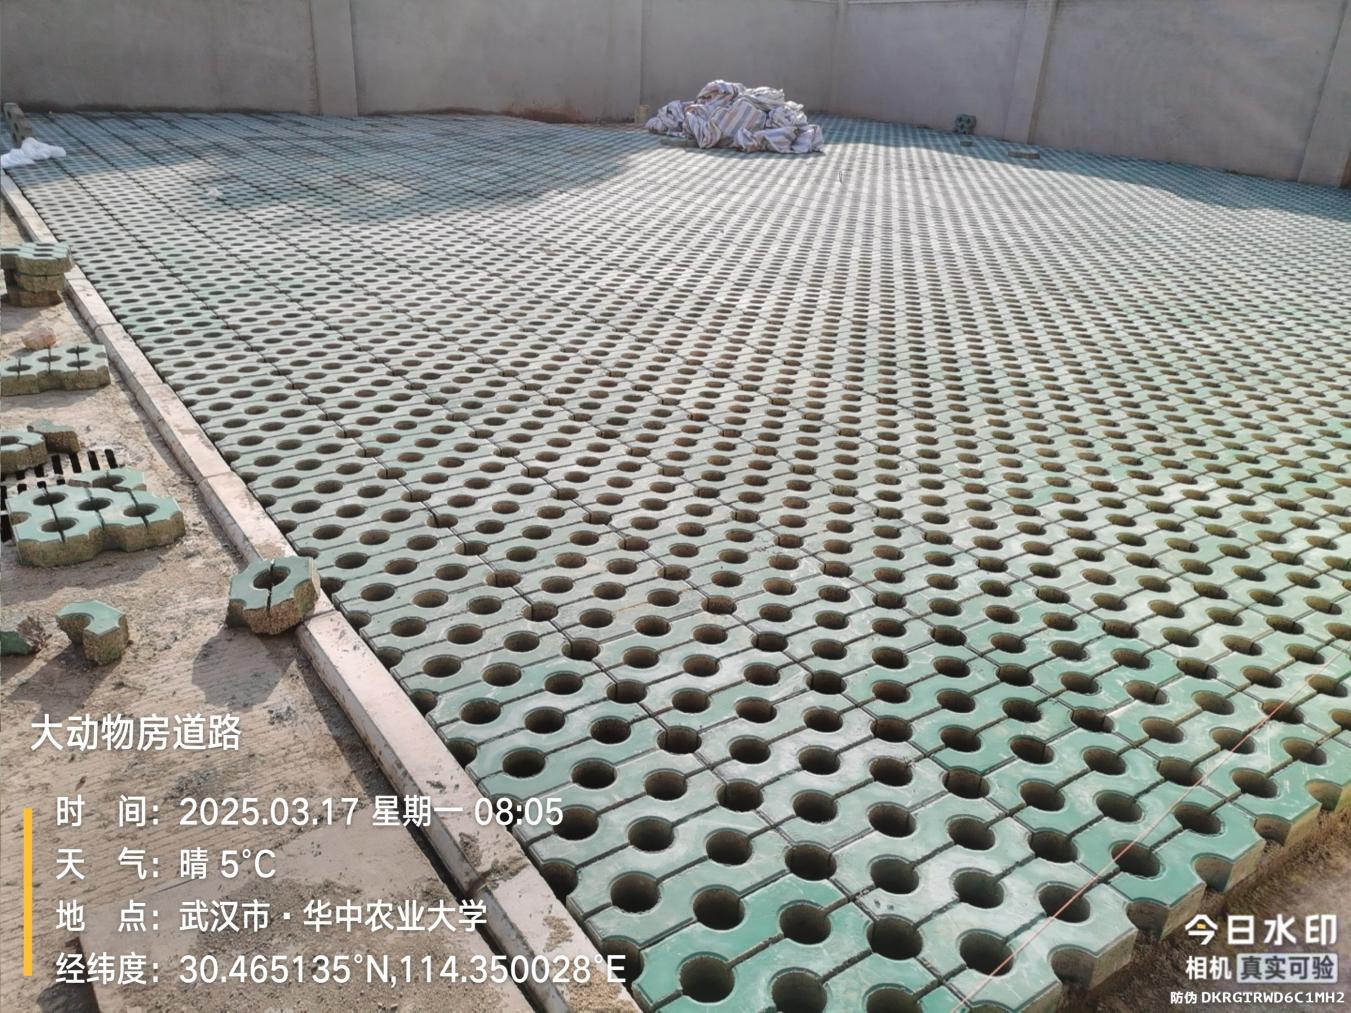 大动物房道路
时 间：2025.03.17 星期一 08:05
天 气：晴 5℃
地 点：武汉市·华中农业大学
经纬度：30.465135°N,114.350028°E
今日水印
相机 真实可验
防伪 DKRGTRWD6C1MH2